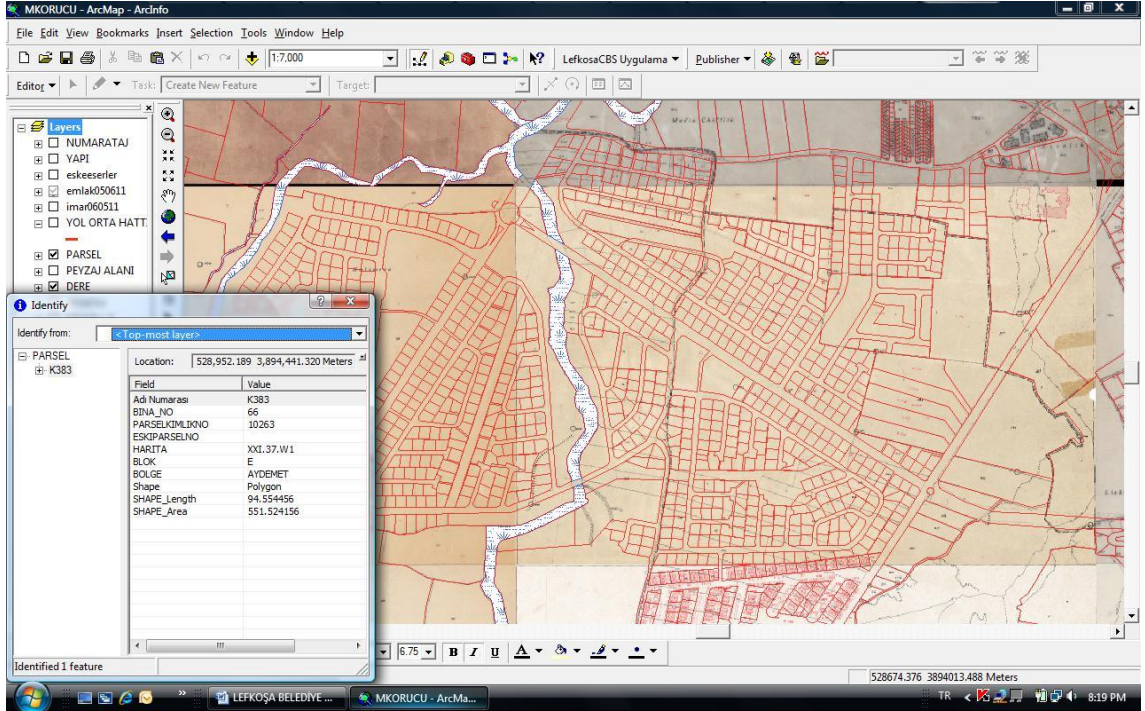 MKORUCU - ArcMap - ArcInfo
File Edit View Bookmarks Insert Selection Tools Window Help
1:7,000 LefkosaCBS Uygulama Publisher
Editor Task: Create New Feature Target:
Layers
NUMARATAJ
YAPI
eskeeserler
emlak050611
imar060511
YOL ORTA HATT
PARSEL
PEYZAJ ALANI
DERE
Identify
Identify from: <Top-most layer>
PARSEL
K383
Location: 528,952.189 3,894,441.320 Meters
Field Value
Adı Numarası K383
BINA_NO 66
PARSELKIMLIKNO 10263
ESKIPARSELNO
HARITA XXI.37.W1
BLOK E
BOLGE AYDEMET
Shape Polygon
SHAPE_Length 94.554456
SHAPE_Area 551.524156
Identified 1 feature
6.75 B I U A
528674.376 3894013.488 Meters
LEFKOŞA BELEDİYE ... MKORUCU - ArcMa... TR 8:19 PM